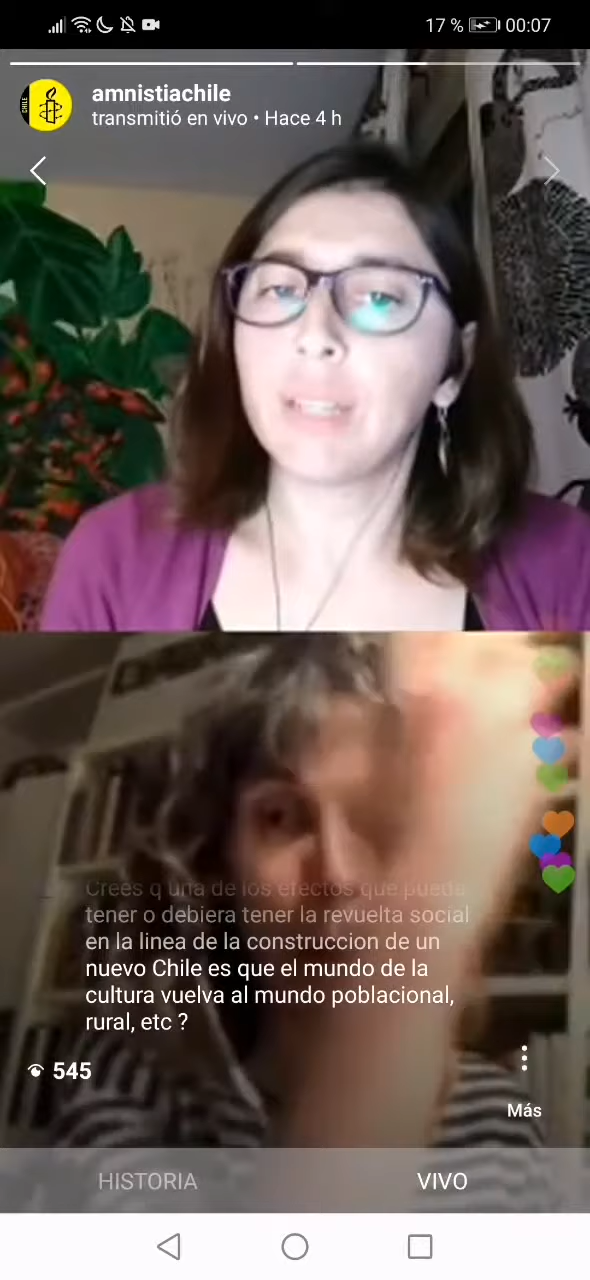 17 % 00:07
CHILE
amnistiachile
transmitió en vivo • Hace 4 h
Crees q una de los efectos que pueda
tener o debiera tener la revuelta social
en la linea de la construccion de un
nuevo Chile es que el mundo de la
cultura vuelva al mundo poblacional,
rural, etc ?
545
Más
HISTORIA VIVO